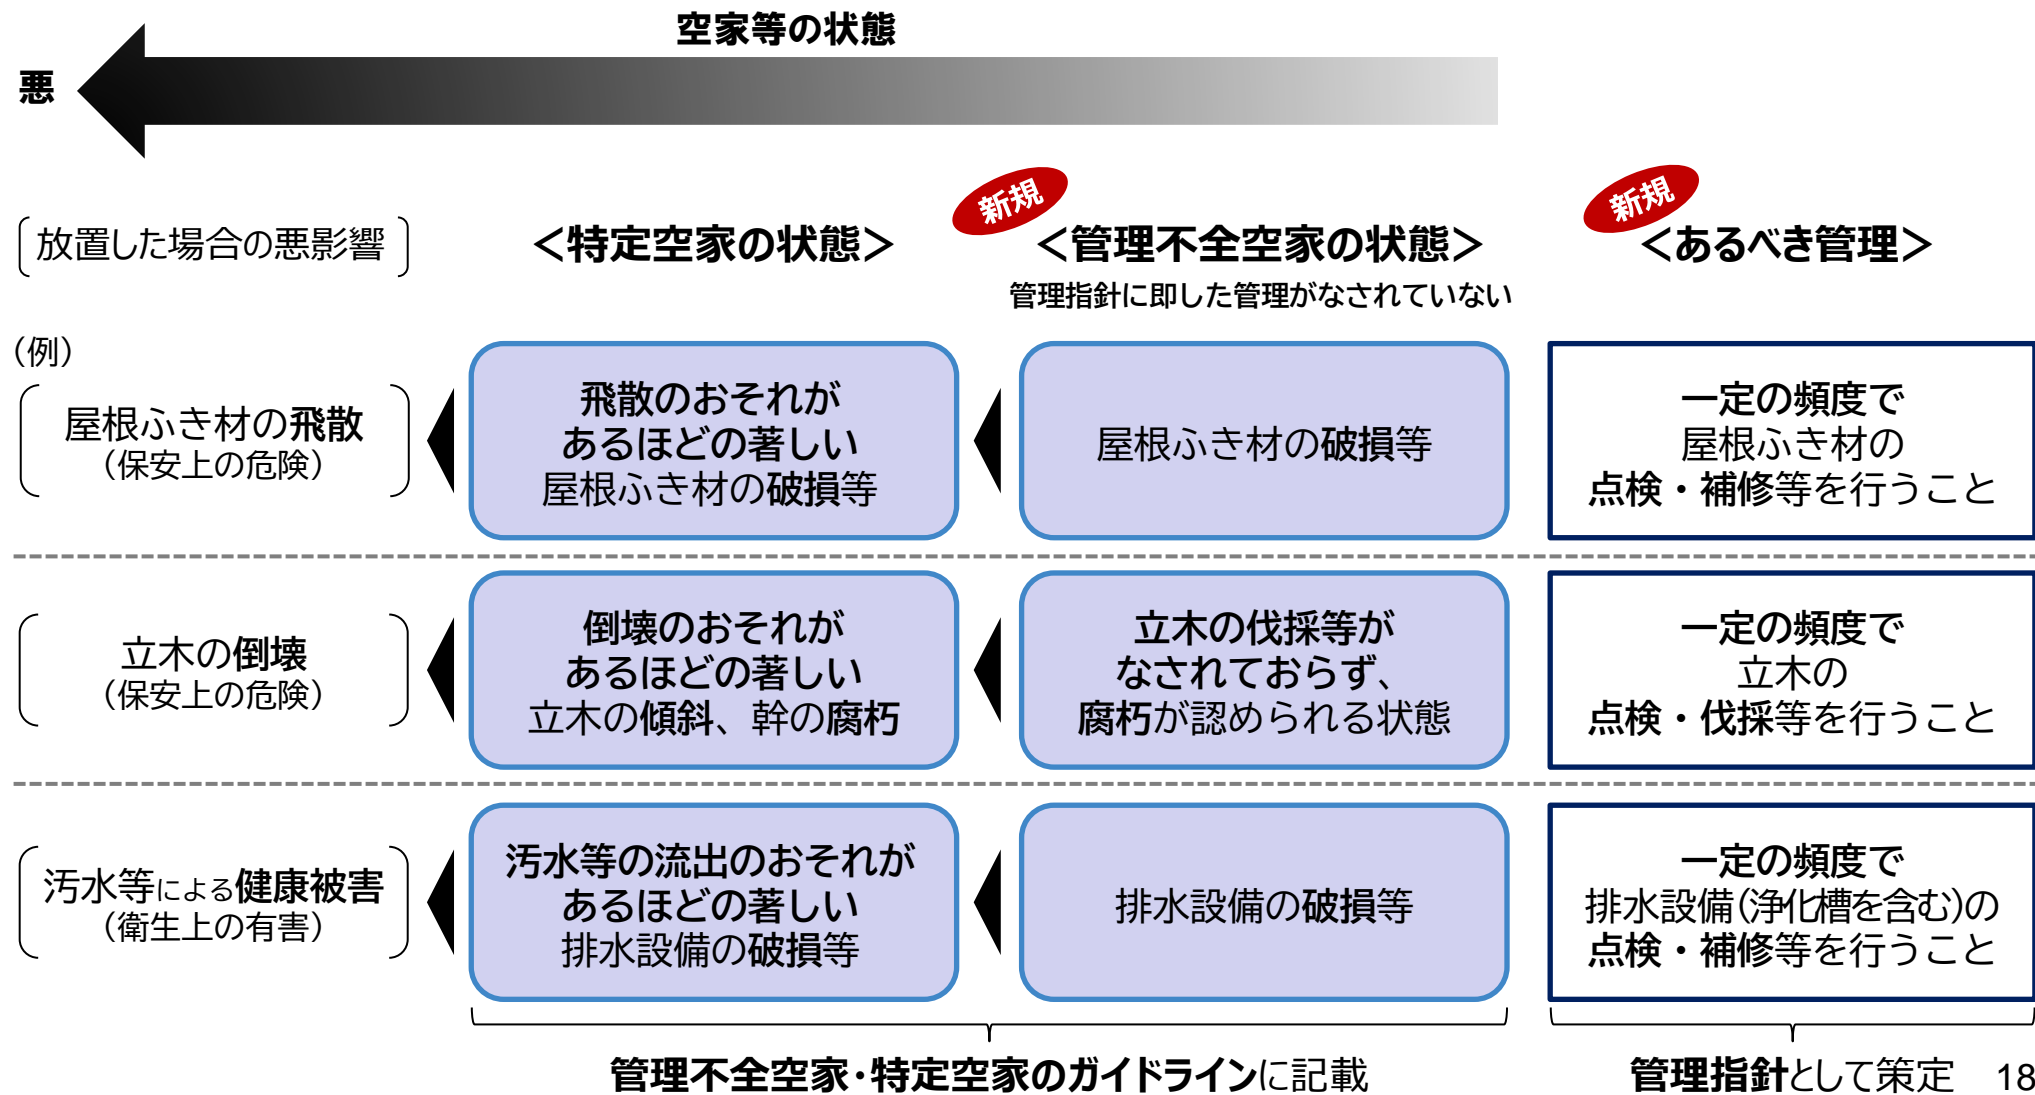 空家等の状態
悪
新規
新規
放置した場合の悪影響
＜特定空家の状態＞
＜管理不全空家の状態＞
管理指針に即した管理がなされていない
＜あるべき管理＞
（例）
屋根ふき材の飛散
（保安上の危険）
飛散のおそれが
あるほどの著しい
屋根ふき材の破損等
屋根ふき材の破損等
一定の頻度で
屋根ふき材の
点検・補修等を行うこと
立木の倒壊
（保安上の危険）
倒壊のおそれが
あるほどの著しい
立木の傾斜、幹の腐朽
立木の伐採等が
なされておらず、
腐朽が認められる状態
一定の頻度で
立木の
点検・伐採等を行うこと
汚水等による健康被害
（衛生上の有害）
汚水等の流出のおそれが
あるほどの著しい
排水設備の破損等
排水設備の破損等
一定の頻度で
排水設備（浄化槽を含む）の
点検・補修等を行うこと
管理不全空家・特定空家のガイドラインに記載
管理指針として策定
18